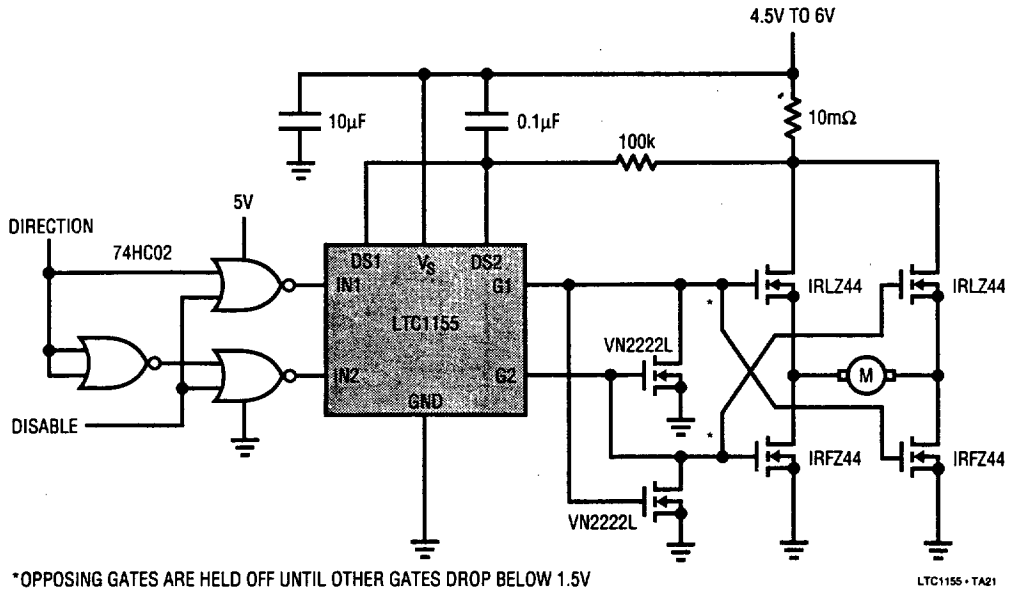 4.5V TO 6V
10µF
0.1µF
10mΩ
100k
5V
DIRECTION
74HC02
DS1
VS
DS2
IN1
G1
IRLZ44
IRLZ44
LTC1155
VN2222L
IN2
G2
M
GND
DISABLE
*
*
IRFZ44
IRFZ44
VN2222L
*OPPOSING GATES ARE HELD OFF UNTIL OTHER GATES DROP BELOW 1.5V
LTC1155 • TA21